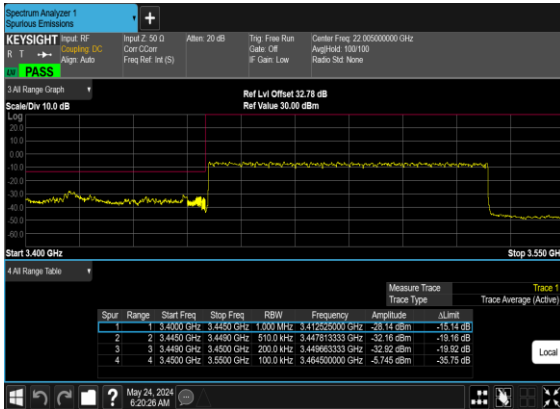 Spectrum Analyzer 1
Spurious Emissions
+
KEYSIGHT Input: RF Input Z: 50 Ω Atten: 20 dB Trig: Free Run Center Freq: 22.005000000 GHz
R T Coupling: DC Corr CCorr Gate: Off Avg|Hold: 100/100
Align: Auto Freq Ref: Int (S) IF Gain: Low Radio Std: None
PASS
3 All Range Graph
Ref Lvl Offset 32.78 dB
Scale/Div 10.0 dB Ref Value 30.00 dBm
Log
20.0
10.0
0.00
-10.0
-20.0
-30.0
-40.0
-50.0
-60.0
Start 3.400 GHz Stop 3.550 GH
4 All Range Table
Measure Trace Trace 1
Trace Type Trace Average (Active)
Spur Range Start Freq Stop Freq RBW Frequency Amplitude ΔLimit
1 1 3.4000 GHz 3.4450 GHz 1.000 MHz 3.412525000 GHz -28.14 dBm -15.14 dB
2 2 3.4450 GHz 3.4490 GHz 510.0 kHz 3.447813333 GHz -32.16 dBm -19.16 dB
3 3 3.4490 GHz 3.4500 GHz 200.0 kHz 3.449663333 GHz -32.92 dBm -19.92 dB
4 4 3.4500 GHz 3.5500 GHz 100.0 kHz 3.464500000 GHz -5.745 dBm -35.75 dB
Local
May 24, 2024
6:20:26 AM